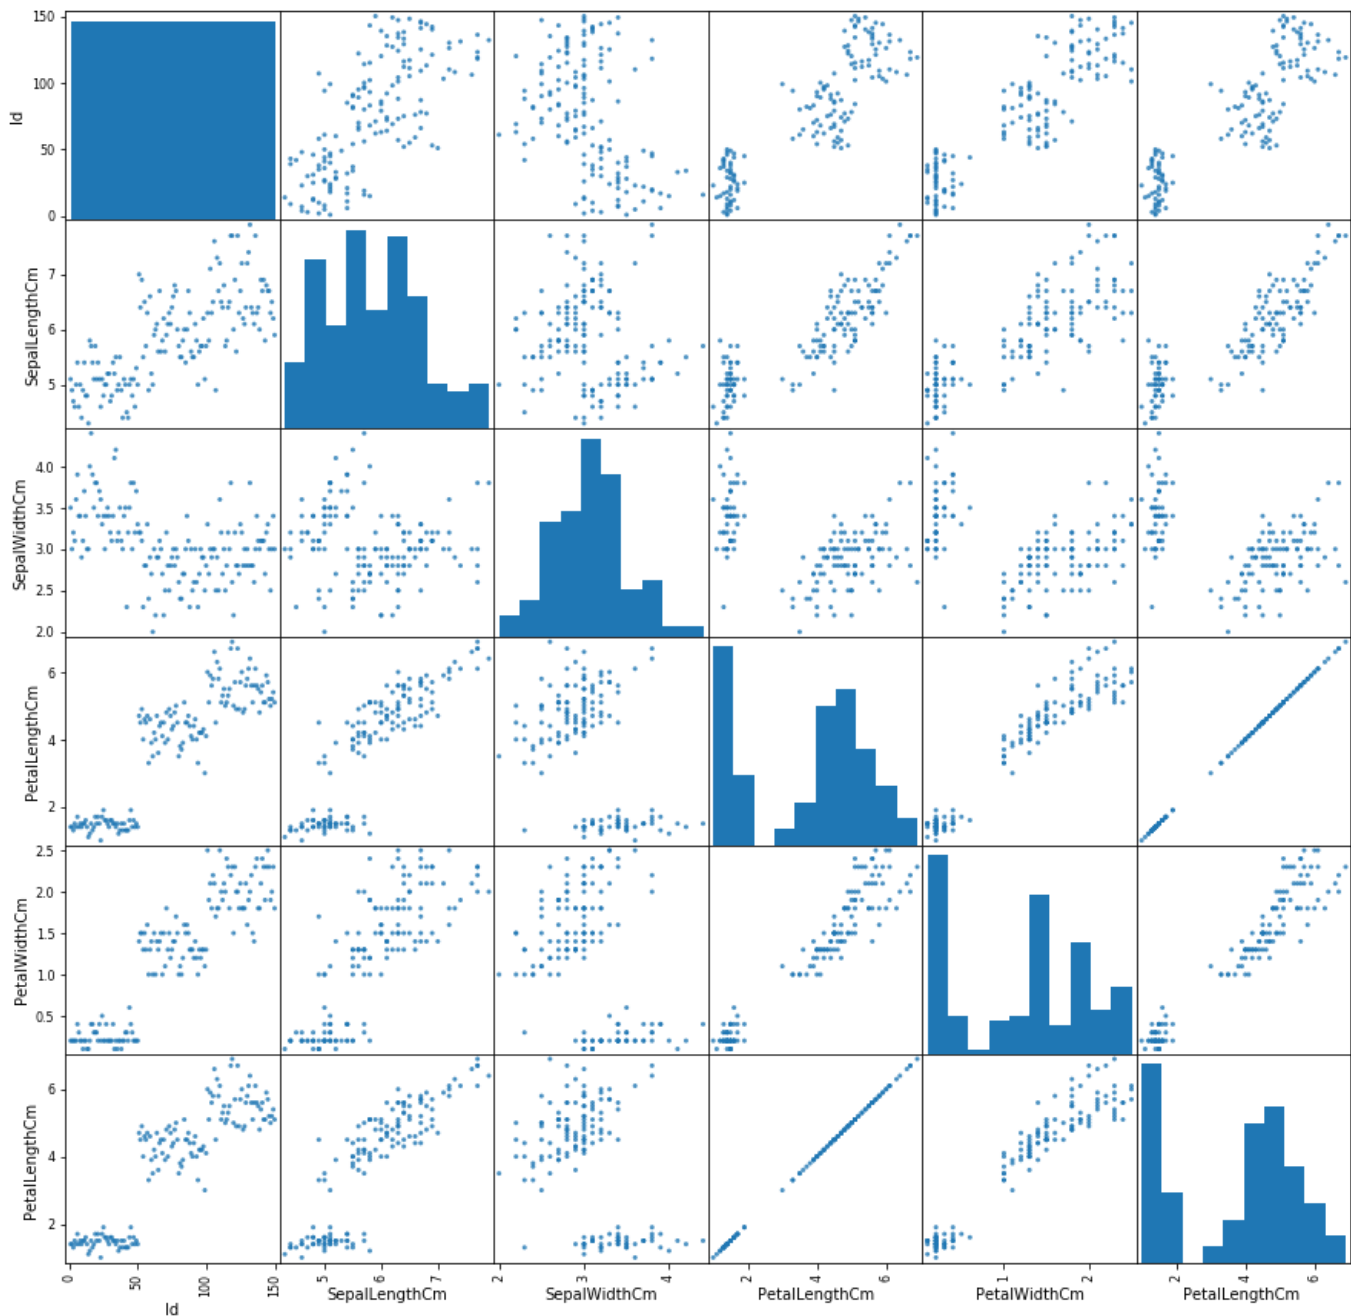 150
100
50
0
Id
7
6
5
SepalLengthCm
4.0
3.5
3.0
2.5
2.0
SepalWidthCm
6
4
2
PetalLengthCm
2.5
2.0
1.5
1.0
0.5
PetalWidthCm
6
4
2
PetalLengthCm
0 50 100 150 5 6 7 2 3 4 2 4 6 1 2 2 4 6
Id SepalLengthCm SepalWidthCm PetalLengthCm PetalWidthCm PetalLengthCm